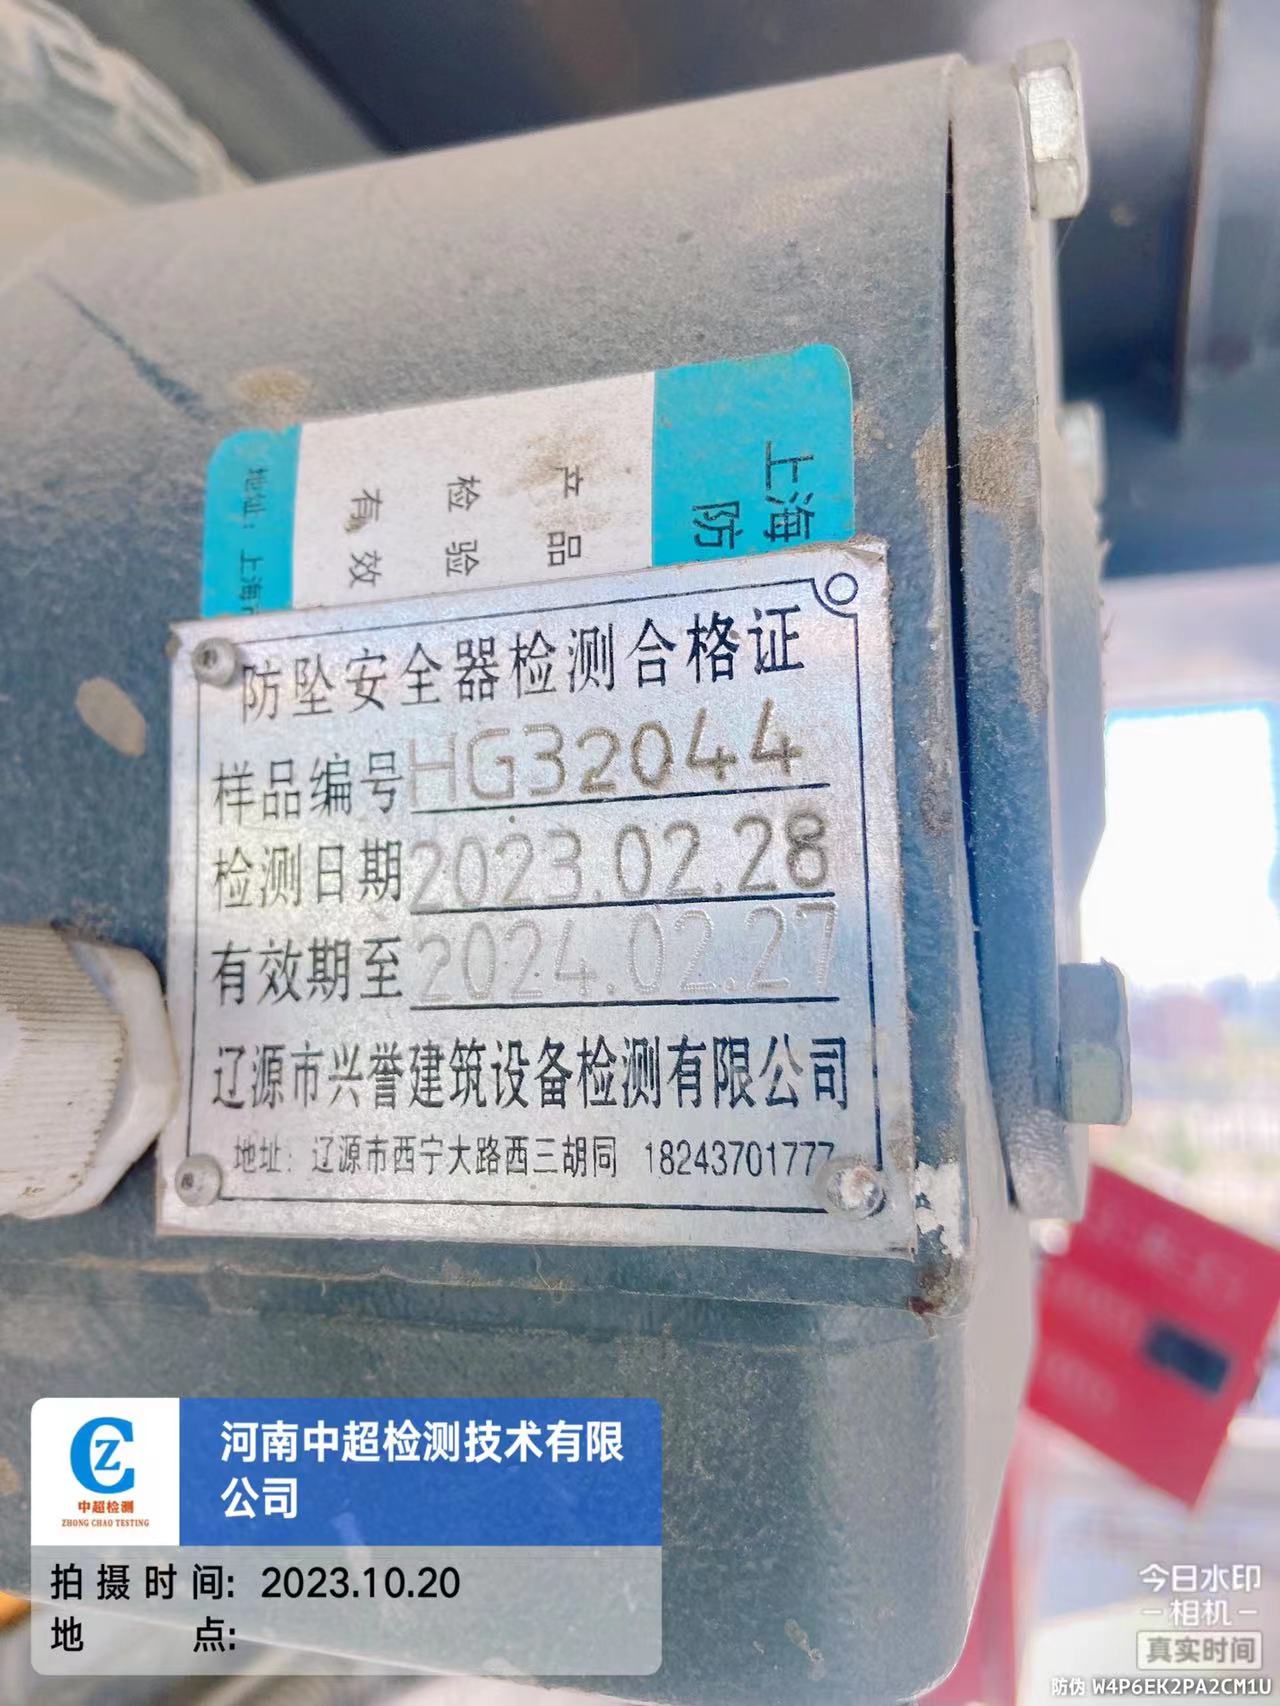 上海
防
产品
检验
有效
地址：上海市
防坠安全器检测合格证
样品编号HG32044
检测日期2023.02.28
有效期至2024.02.27
辽源市兴誉建筑设备检测有限公司
地址：辽源市西宁大路西三胡同 18243701777
河南中超检测技术有限
公司
中超检测
ZHONG CHAO TESTING
拍摄时间: 2023.10.20
地 点:
今日水印
相机
真实时间
防伪 W4P6EK2PA2CM1U